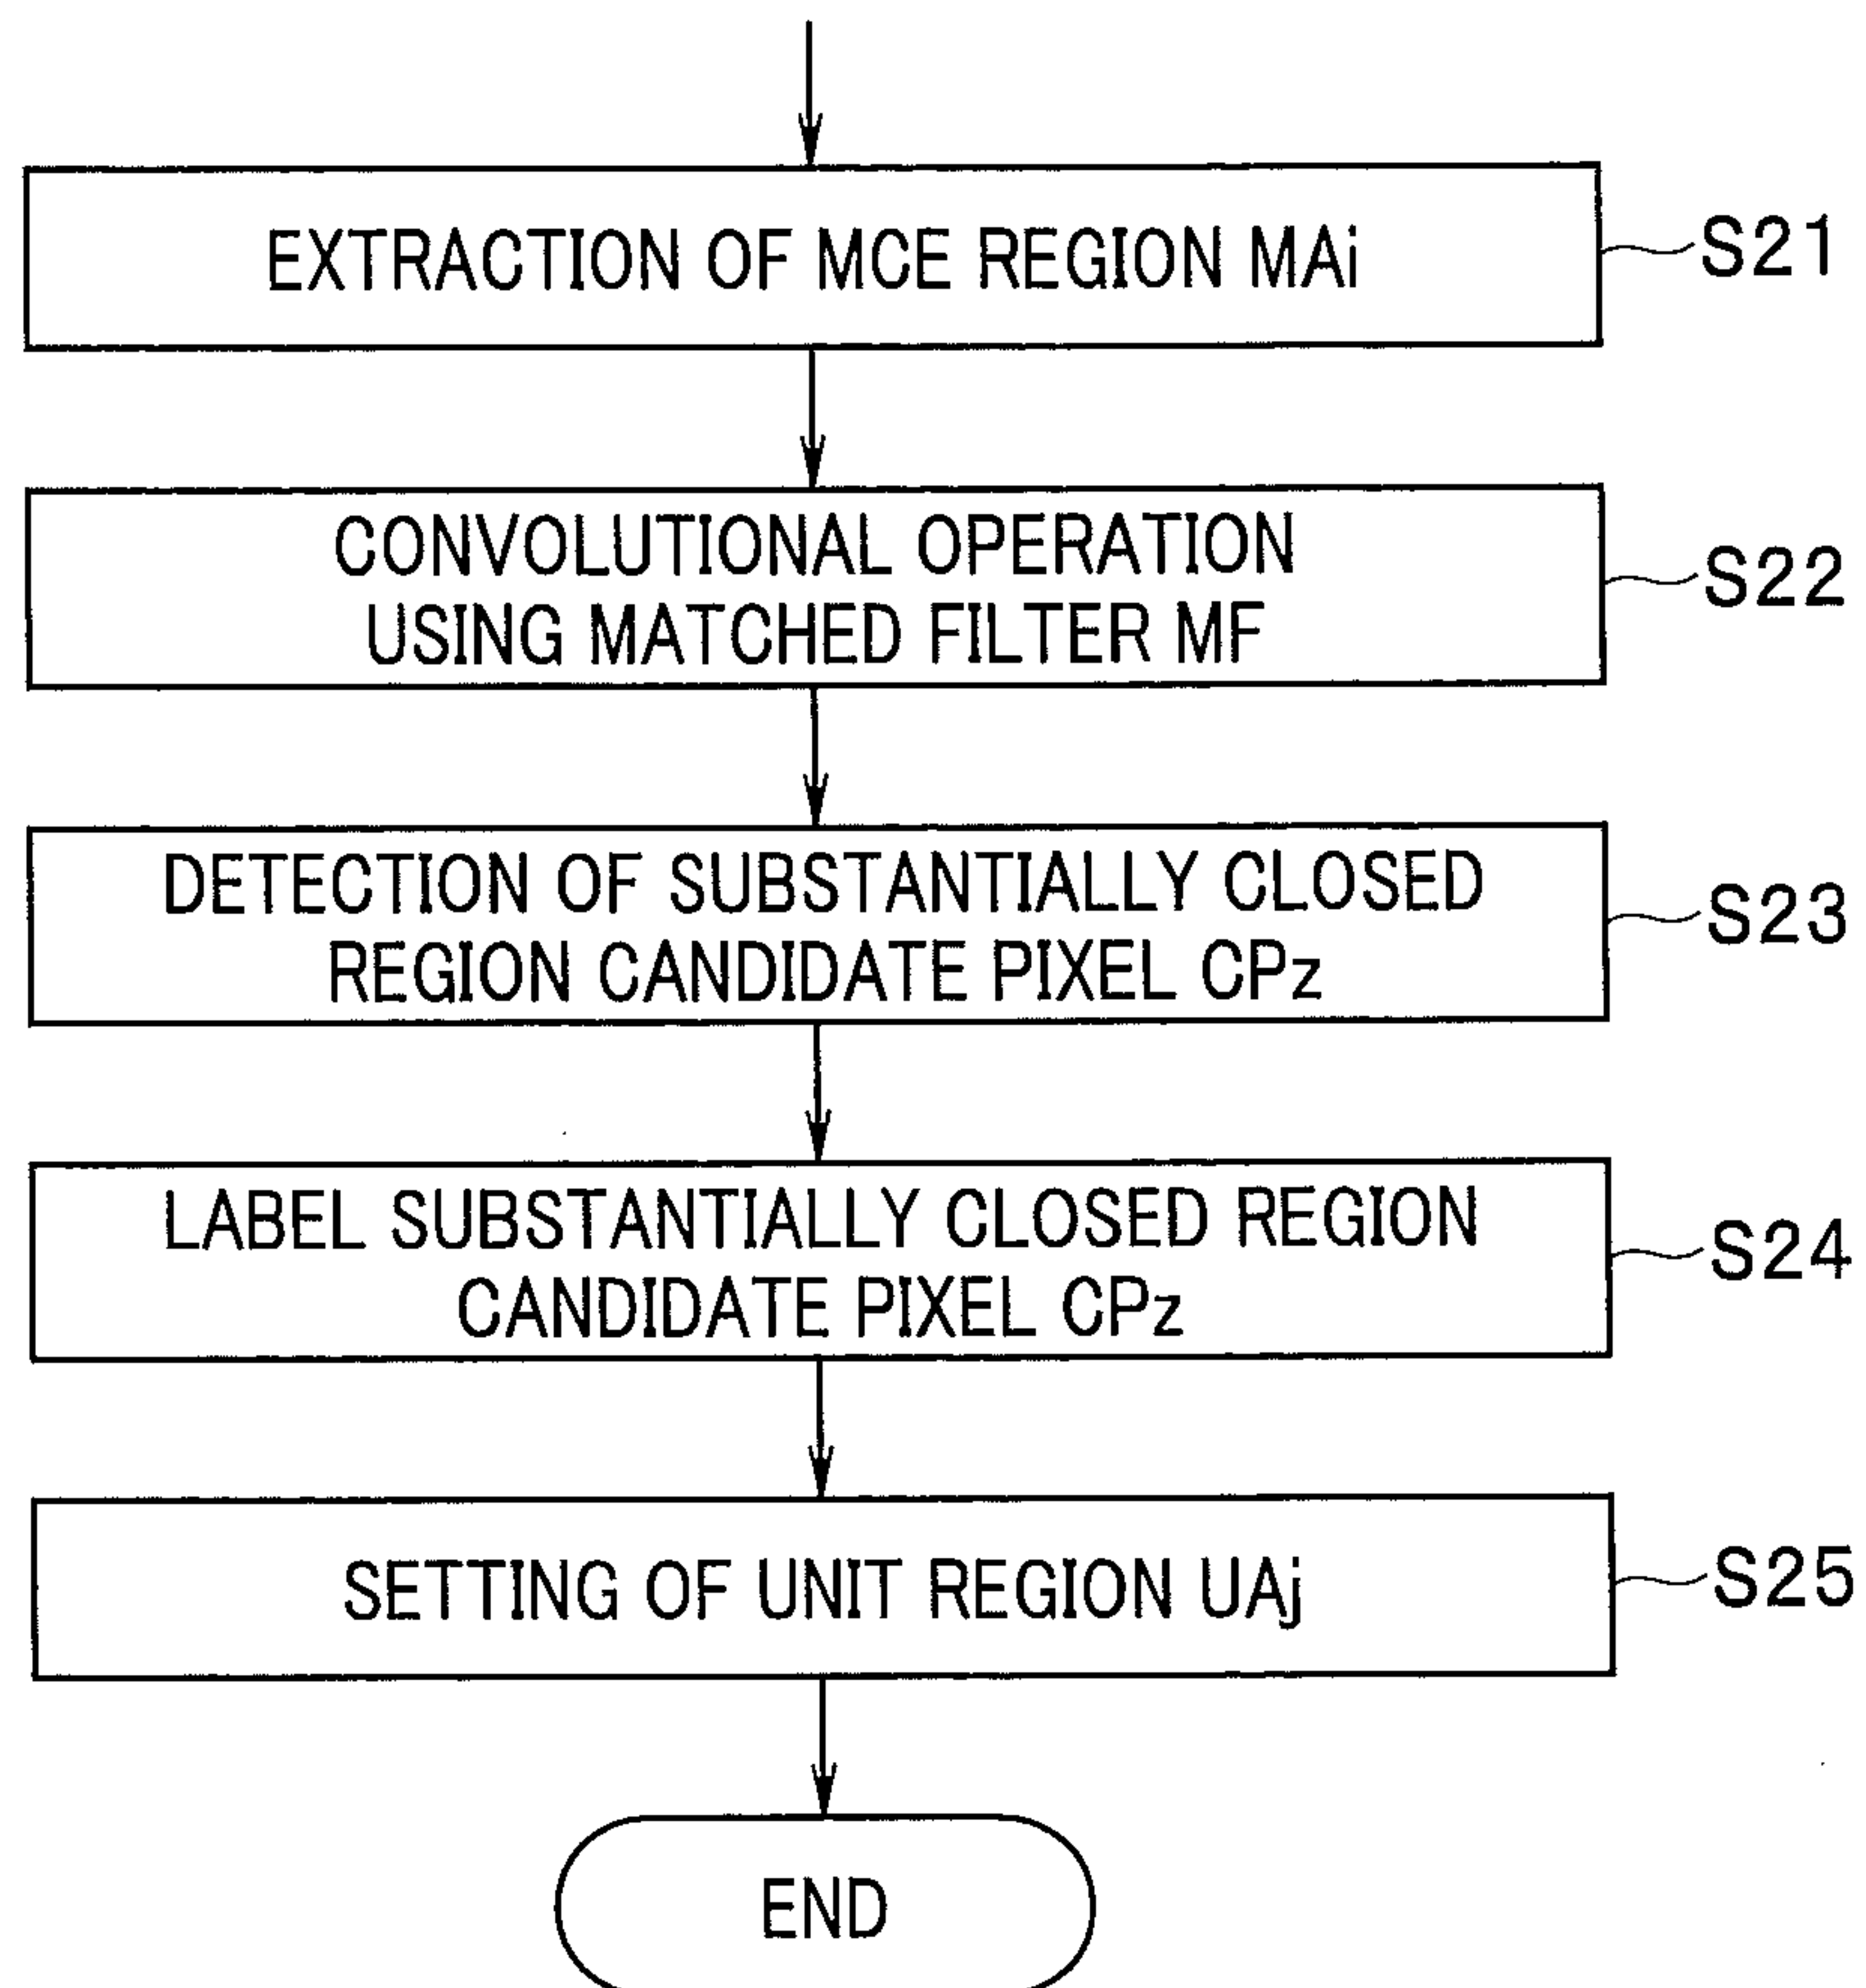 EXTRACTION OF MCE REGION MAi
S21
CONVOLUTIONAL OPERATION
USING MATCHED FILTER MF
S22
DETECTION OF SUBSTANTIALLY CLOSED
REGION CANDIDATE PIXEL CPz
S23
LABEL SUBSTANTIALLY CLOSED REGION
CANDIDATE PIXEL CPz
S24
SETTING OF UNIT REGION UAj
S25
END